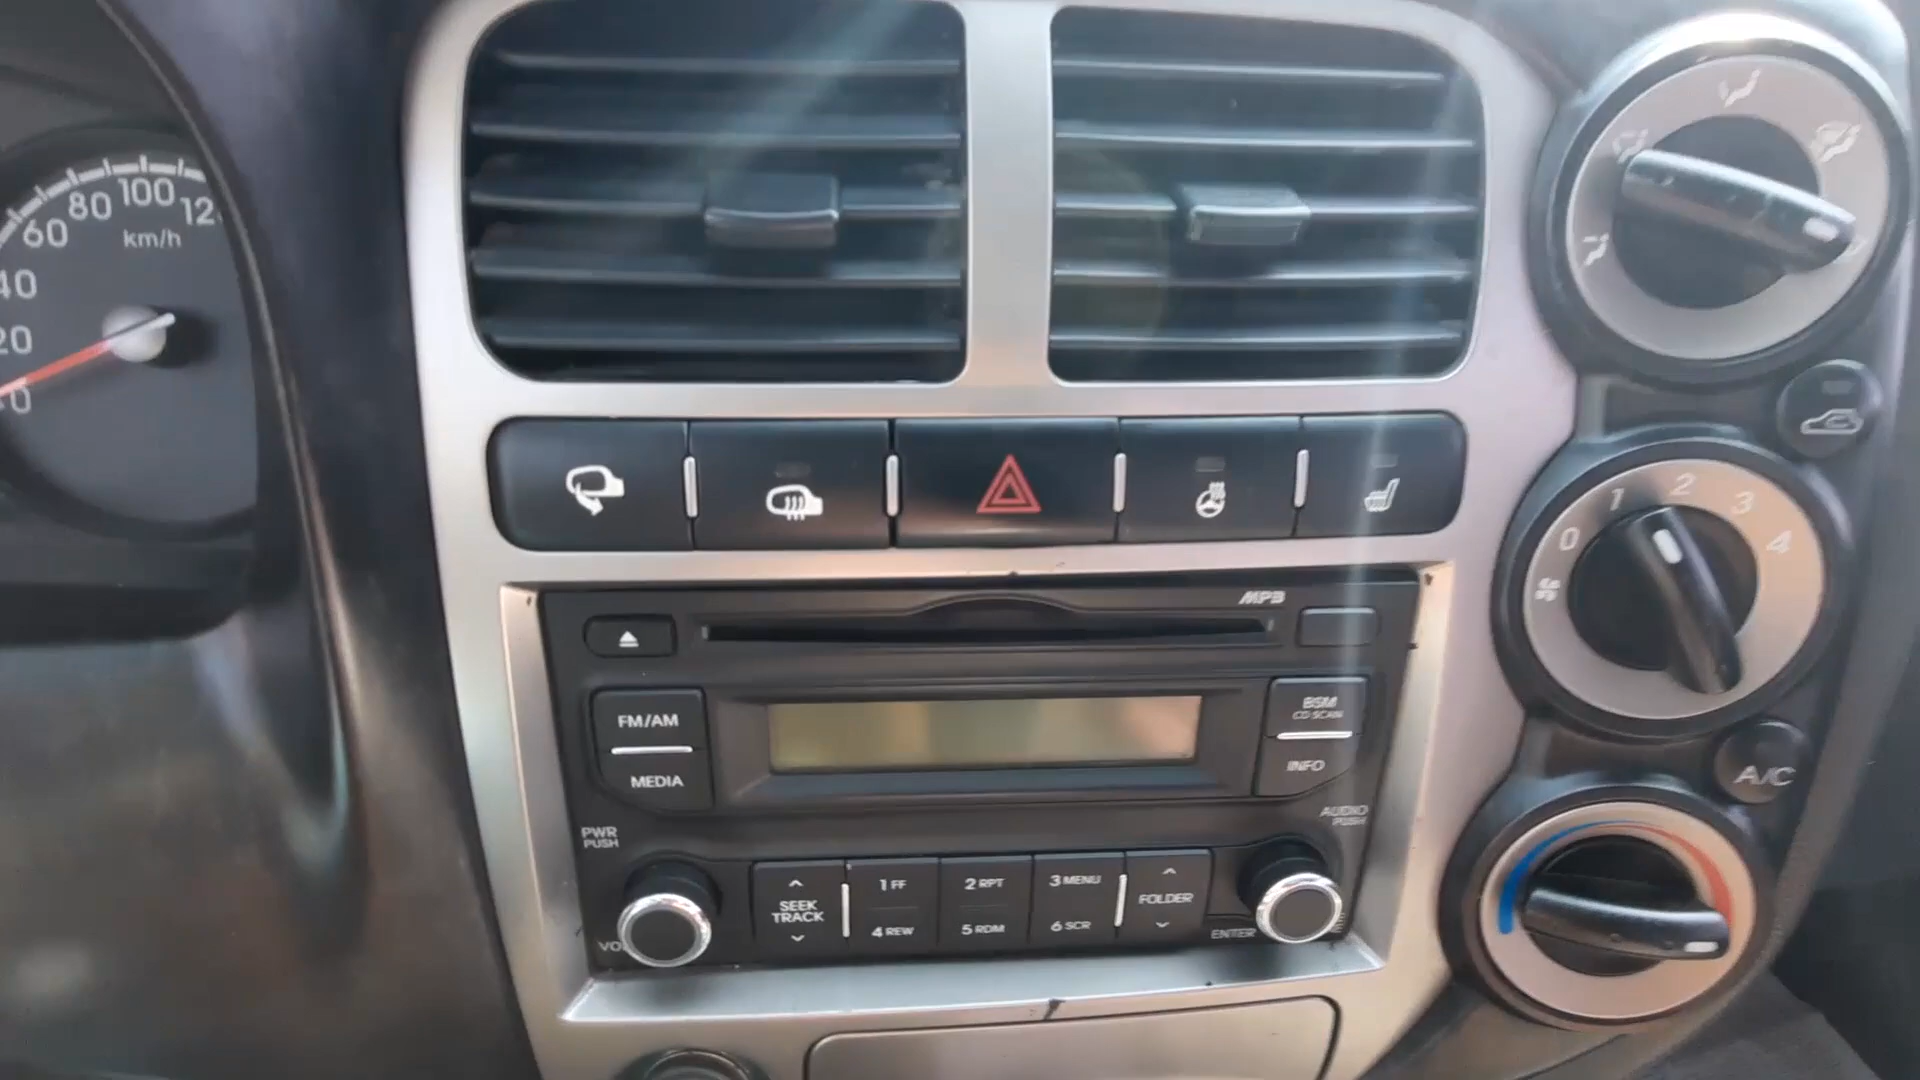 100
80
12
60
km/h
40
20
0
0
1
2
3
4
MP3
FM/AM
MEDIA
BSM
CD SCAN
INFO
A/C
PWR
PUSH
AUDIO
PUSH
SEEK
TRACK
1 FF
2 RPT
3 MENU
FOLDER
4 REW
5 RDM
6 SCR
ENTER
VOL